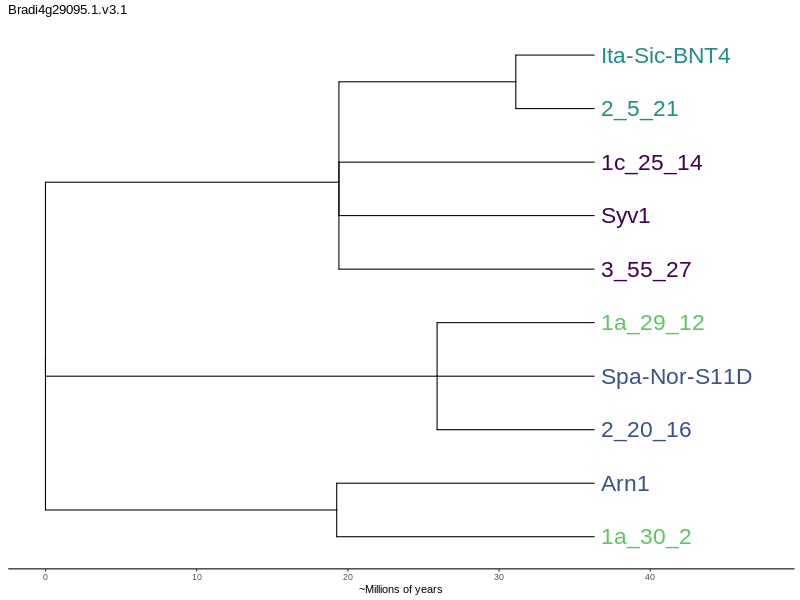 Bradi4g29095.1.v3.1
Ita-Sic-BNT4
2_5_21
1c_25_14
Syv1
3_55_27
1a_29_12
Spa-Nor-S11D
2_20_16
Arn1
1a_30_2
0 10 20 30 40
~Millions of years